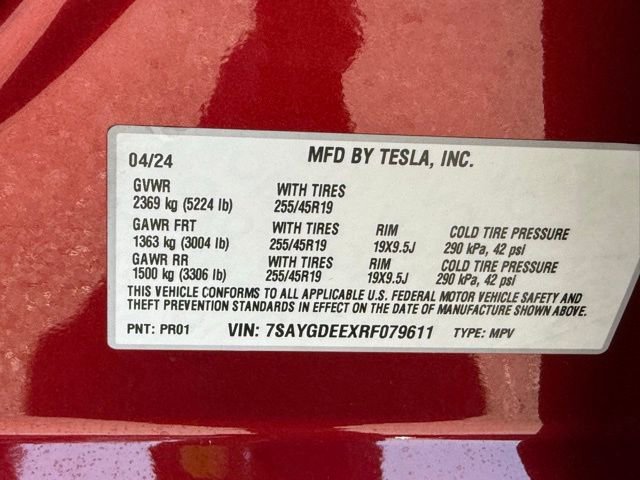 04/24 MFD BY TESLA, INC.
GVWR WITH TIRES
2369 kg (5224 lb) 255/45R19
GAWR FRT WITH TIRES RIM COLD TIRE PRESSURE
1363 kg (3004 lb) 255/45R19 19X9.5J 290 kPa, 42 psi
GAWR RR WITH TIRES RIM COLD TIRE PRESSURE
1500 kg (3306 lb) 255/45R19 19X9.5J 290 kPa, 42 psi
THIS VEHICLE CONFORMS TO ALL APPLICABLE U.S. FEDERAL MOTOR VEHICLE SAFETY AND
THEFT PREVENTION STANDARDS IN EFFECT ON THE DATE OF MANUFACTURE SHOWN ABOVE.
PNT: PR01 VIN: 7SAYGDEEXRF079611 TYPE: MPV